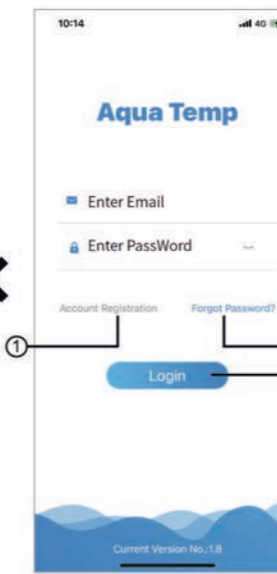 10:14 4G
Aqua Temp
Enter Email
Enter PassWord
Account Registration Forgot Password?
①
Login
Current Version No.:1.8